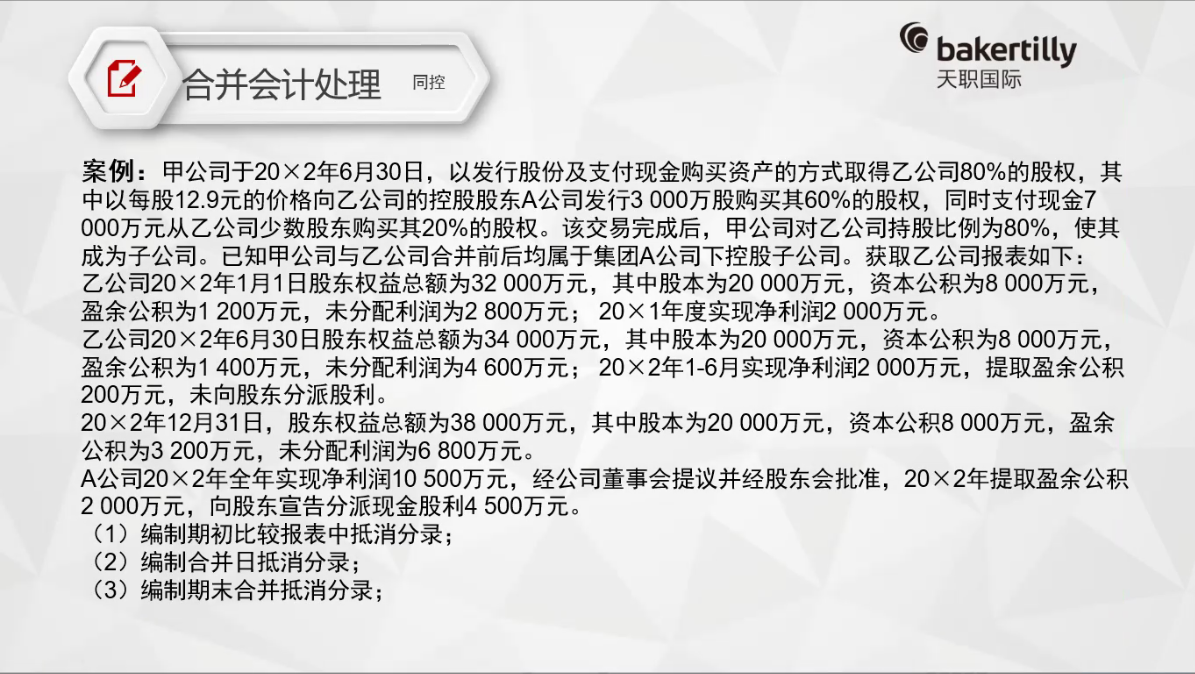 合并会计处理 同控
bakertilly
天职国际
案例：甲公司于20×2年6月30日，以发行股份及支付现金购买资产的方式取得乙公司80%的股权，其
中以每股12.9元的价格向乙公司的控股股东A公司发行3 000万股购买其60%的股权，同时支付现金7
000万元从乙公司少数股东购买其20%的股权。该交易完成后，甲公司对乙公司持股比例为80%，使其
成为子公司。已知甲公司与乙公司合并前后均属于集团A公司下控股子公司。获取乙公司报表如下：
乙公司20×2年1月1日股东权益总额为32 000万元，其中股本为20 000万元，资本公积为8 000万元，
盈余公积为1 200万元，未分配利润为2 800万元； 20×1年度实现净利润2 000万元。
乙公司20×2年6月30日股东权益总额为34 000万元，其中股本为20 000万元，资本公积为8 000万元，
盈余公积为1 400万元，未分配利润为4 600万元； 20×2年1-6月实现净利润2 000万元，提取盈余公积
200万元，未向股东分派股利。
20×2年12月31日，股东权益总额为38 000万元，其中股本为20 000万元，资本公积8 000万元，盈余
公积为3 200万元，未分配利润为6 800万元。
A公司20×2年全年实现净利润10 500万元，经公司董事会提议并经股东会批准，20×2年提取盈余公积
2 000万元，向股东宣告分派现金股利4 500万元。
（1）编制期初比较报表中抵消分录；
（2）编制合并日抵消分录；
（3）编制期末合并抵消分录；